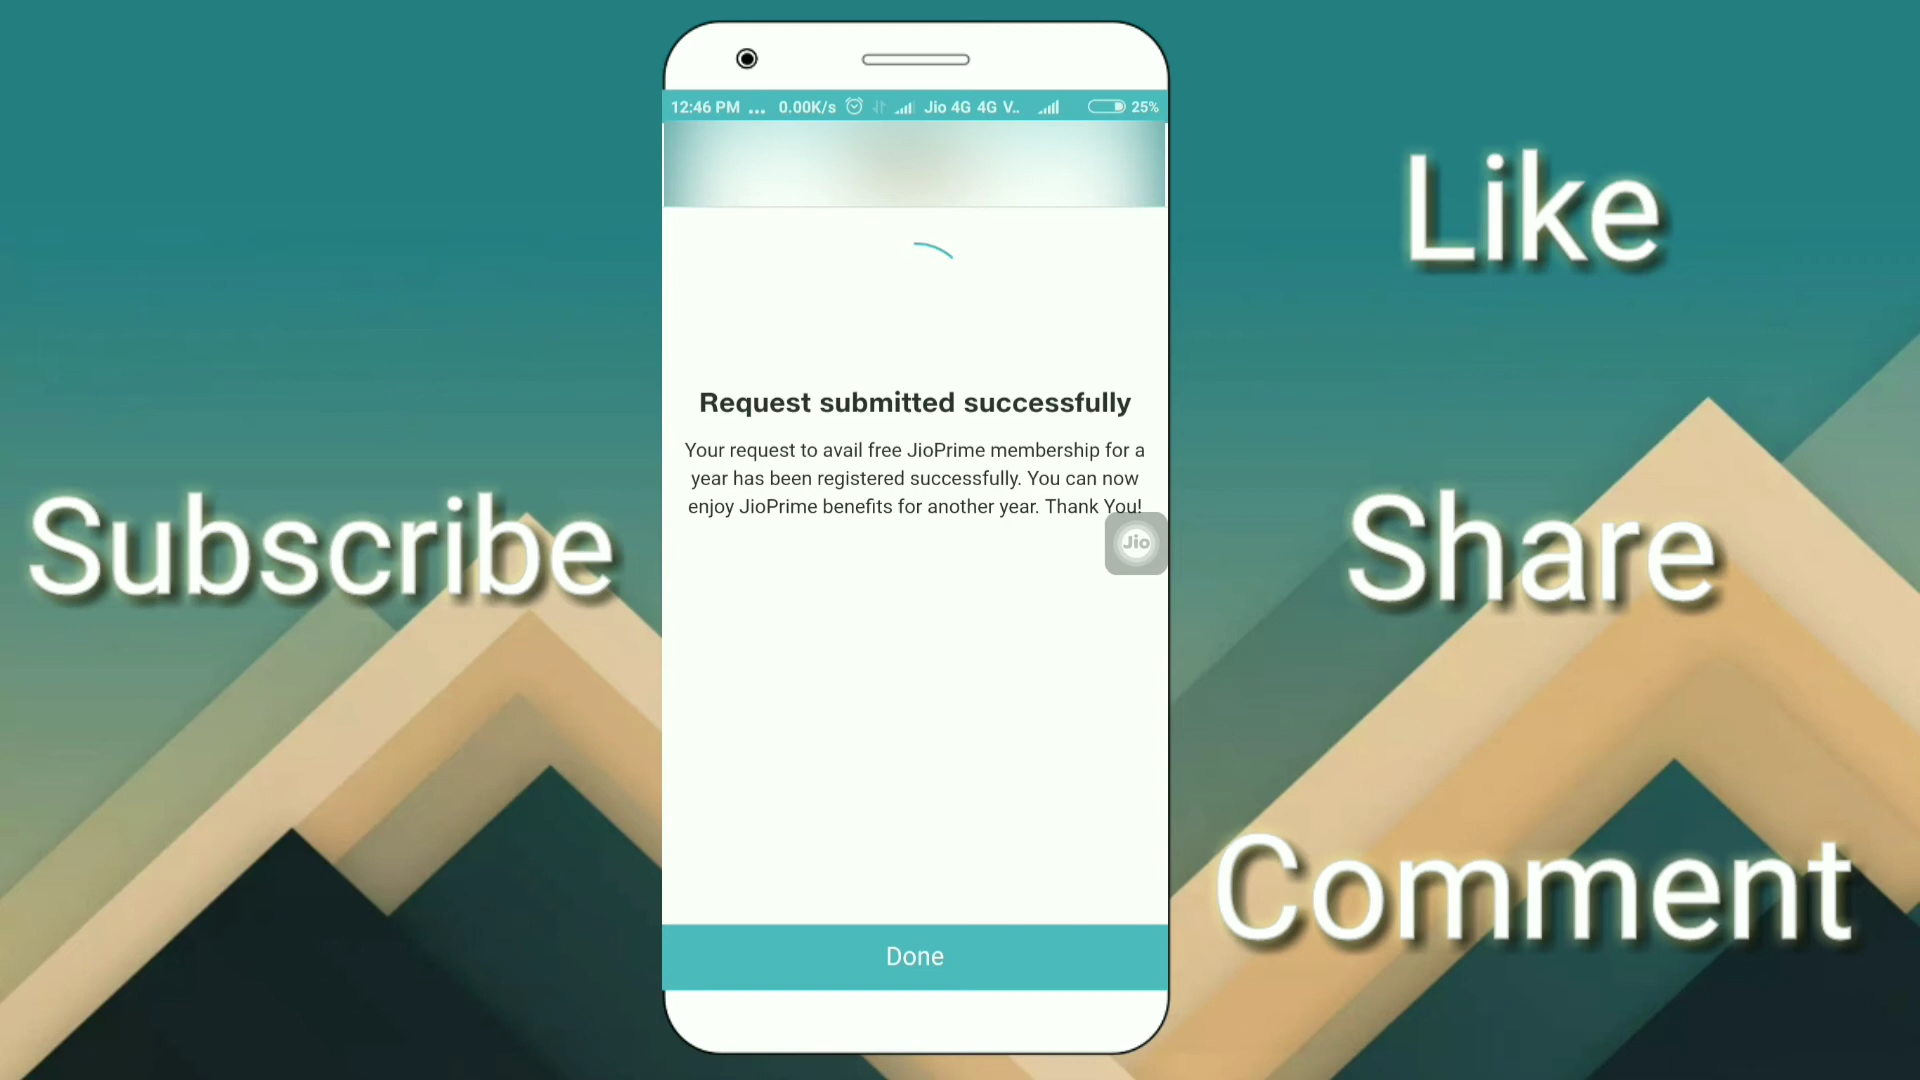 12:46 PM ... 0.00K/s Jio 4G 4G V.. 25%
Request submitted successfully
Your request to avail free JioPrime membership for a
year has been registered successfully. You can now
enjoy JioPrime benefits for another year. Thank You!
Jio
Done
Subscribe
Like
Share
Comment